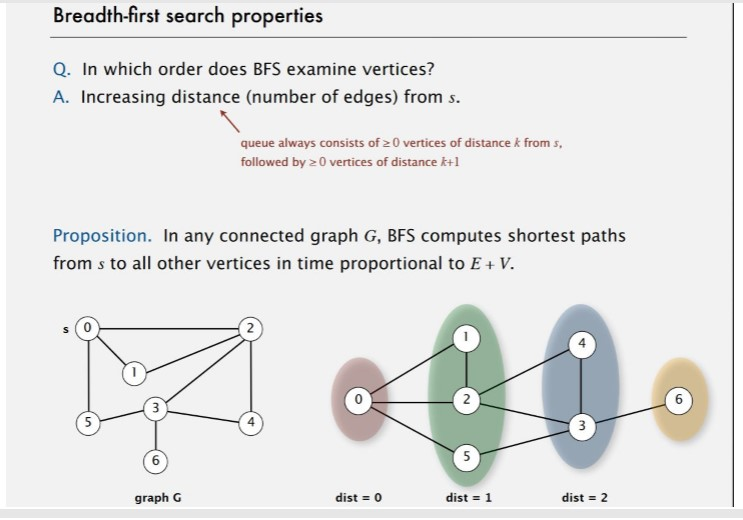 Breadth-first search properties
Q. In which order does BFS examine vertices?
A. Increasing distance (number of edges) from s.
queue always consists of ≥ 0 vertices of distance k from s,
followed by ≥ 0 vertices of distance k+1
Proposition. In any connected graph G, BFS computes shortest paths
from s to all other vertices in time proportional to E + V.
s 0 2
1
3
5 4
6
graph G
1
4
0 2 6
3
5
dist = 0 dist = 1 dist = 2